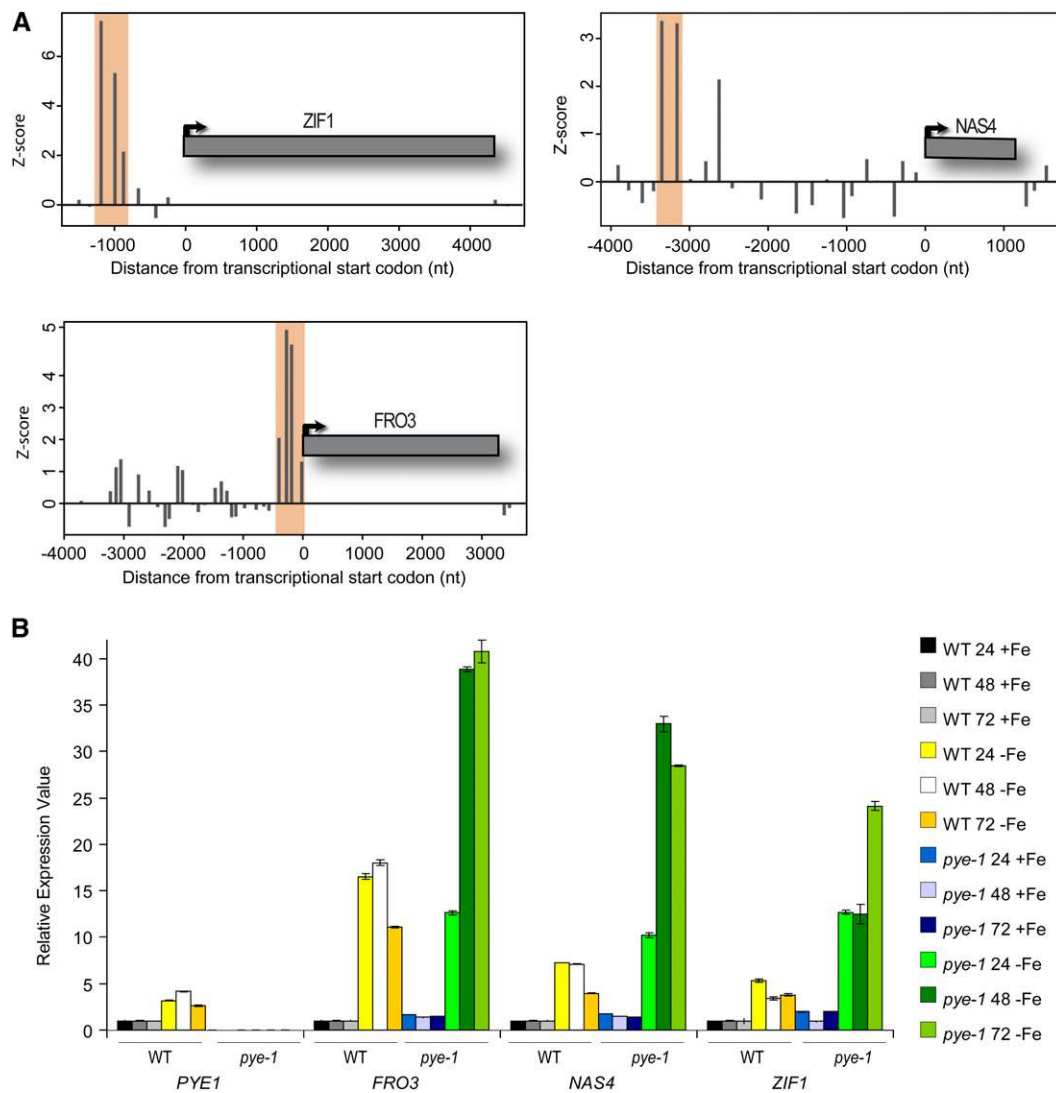 A
Z-score
6
4
2
0
ZIF1
-1000 0 1000 2000 3000 4000
Distance from transcriptional start codon (nt)
Z-score
3
2
1
0
NAS4
-4000 -3000 -2000 -1000 0 1000
Distance from transcriptional start codon (nt)
Z-score
5
4
3
2
1
0
FRO3
-4000 -3000 -2000 -1000 0 1000 2000 3000
Distance from transcriptional start codon (nt)
B
Relative Expression Value
40
35
30
25
20
15
10
5
0
WT pye-1 WT pye-1 WT pye-1 WT pye-1
PYE1 FRO3 NAS4 ZIF1
WT 24 +Fe
WT 48 +Fe
WT 72 +Fe
WT 24 -Fe
WT 48 -Fe
WT 72 -Fe
pye-1 24 +Fe
pye-1 48 +Fe
pye-1 72 +Fe
pye-1 24 -Fe
pye-1 48 -Fe
pye-1 72 -Fe